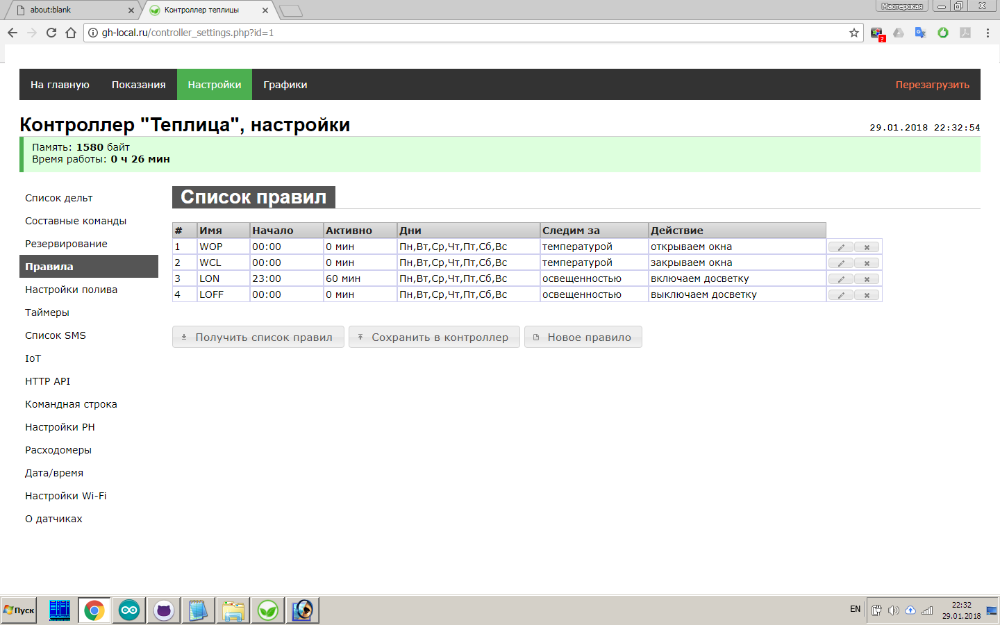 about:blank
Контроллер теплицы
Мастерская
gh-local.ru/controller_settings.php?id=1
На главную Показания Настройки Графики Перезагрузить
Контроллер "Теплица", настройки
29.01.2018 22:32:54
Память: 1580 байт
Время работы: 0 ч 26 мин
Список дельт
Составные команды
Резервирование
Правила
Настройки полива
Таймеры
Список SMS
IoT
HTTP API
Командная строка
Настройки PH
Расходомеры
Дата/время
Настройки Wi-Fi
О датчиках
Список правил
# Имя Начало Активно Дни Следим за Действие
1 WOP 00:00 0 мин Пн,Вт,Ср,Чт,Пт,Сб,Вс температурой открываем окна
2 WCL 00:00 0 мин Пн,Вт,Ср,Чт,Пт,Сб,Вс температурой закрываем окна
3 LON 23:00 60 мин Пн,Вт,Ср,Чт,Пт,Сб,Вс освещенностью включаем досветку
4 LOFF 00:00 0 мин Пн,Вт,Ср,Чт,Пт,Сб,Вс освещенностью выключаем досветку
Получить список правил Сохранить в контроллер Новое правило
Пуск
EN
22:32
29.01.2018